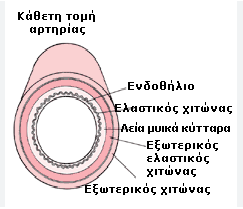 Κάθετη τομή
αρτηρίας
Ενδοθήλιο
Ελαστικός χιτώνας
Λεία μυικά κύτταρα
Εξωτερικός
ελαστικός
χιτώνας
Εξωτερικός χιτώνας